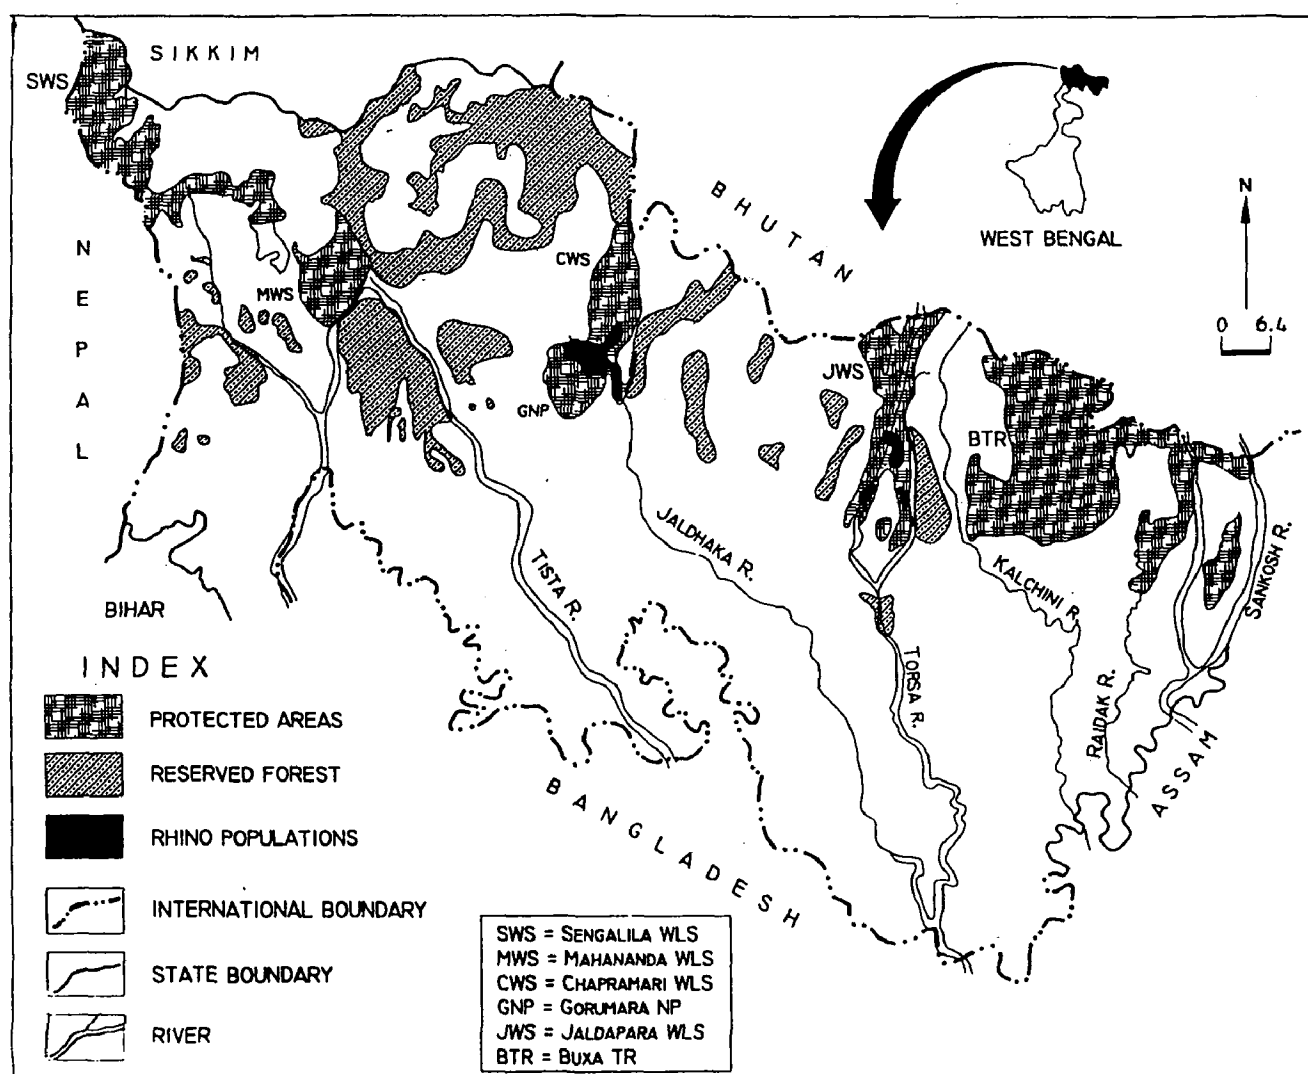 SIKKIM
SWS
NEPAL
MWS
CWS
GNP
BHUTAN
WEST BENGAL
N
0 6.4
JWS
BTR
JALDHAKA R.
TISTA R.
KALCHINI R.
SANKOSH R.
TORSA R.
RAIDAK R.
ASSAM
BIHAR
BANGLADESH
INDEX
PROTECTED AREAS
RESERVED FOREST
RHINO POPULATIONS
INTERNATIONAL BOUNDARY
STATE BOUNDARY
RIVER
SWS = SENGALILA WLS
MWS = MAHANANDA WLS
CWS = CHAPRAMARI WLS
GNP = GORUMARA NP
JWS = JALDAPARA WLS
BTR = BUXA TR